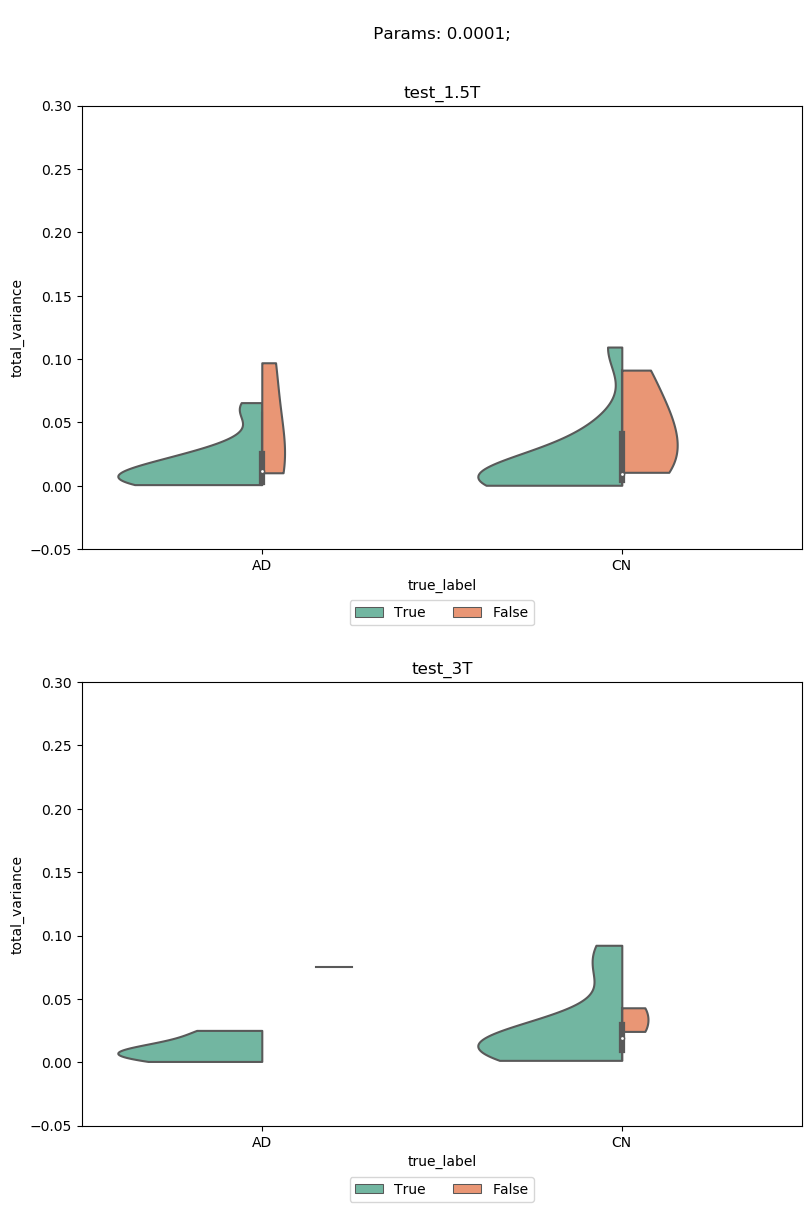 Params: 0.0001;
test_1.5T
0.30
0.25
0.20
0.15
0.10
0.05
0.00
−0.05
total_variance
AD CN
true_label
True False
test_3T
0.30
0.25
0.20
0.15
0.10
0.05
0.00
−0.05
total_variance
AD CN
true_label
True False